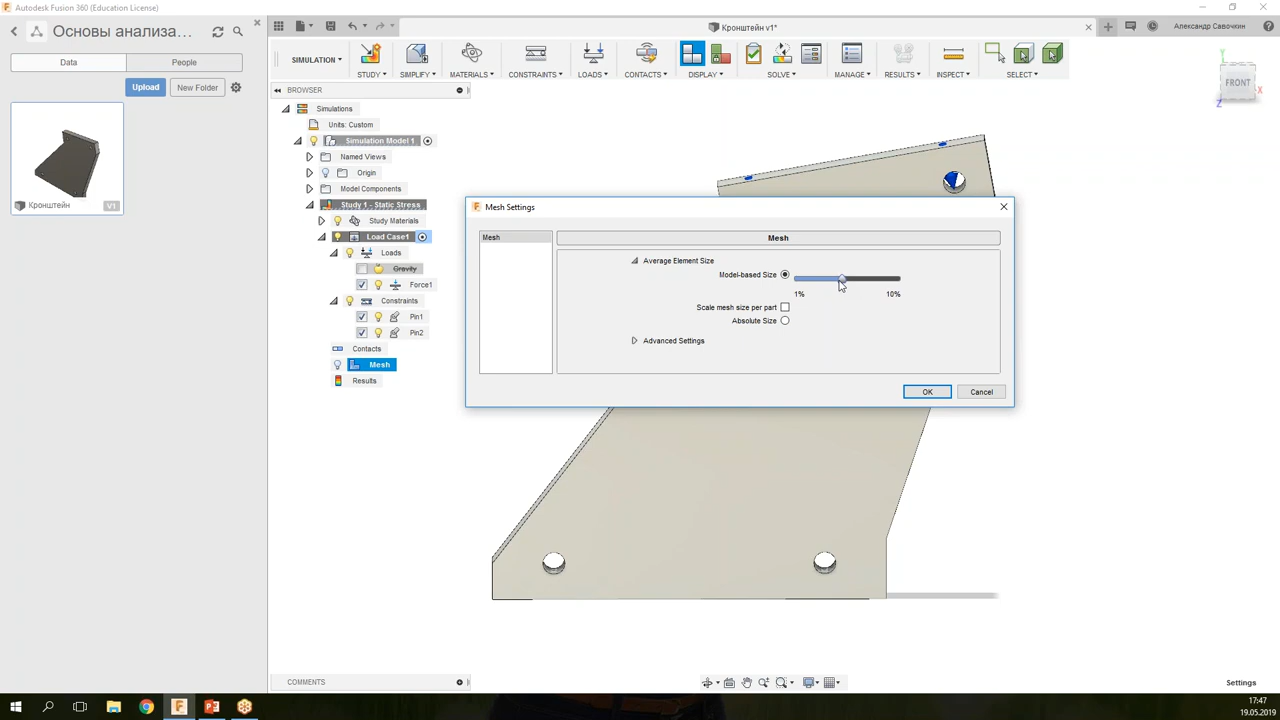 Autodesk Fusion 360 (Education License)
Основы анализа...
Data
People
Upload
New Folder
Кронштейн
V1
Кронштейн v1*
Александр Савочкин
SIMULATION
STUDY
SIMPLIFY
MATERIALS
CONSTRAINTS
LOADS
CONTACTS
DISPLAY
SOLVE
MANAGE
RESULTS
INSPECT
SELECT
BROWSER
Simulations
Units: Custom
Simulation Model 1
Named Views
Origin
Model Components
Study 1 - Static Stress
Study Materials
Load Case1
Loads
Gravity
Force1
Constraints
Pin1
Pin2
Contacts
Mesh
Results
Y
FRONT
X
Z
Mesh Settings
Mesh
Mesh
Average Element Size
Model-based Size
1%
10%
Scale mesh size per part
Absolute Size
Advanced Settings
OK
Cancel
COMMENTS
Settings
17:47
19.05.2019